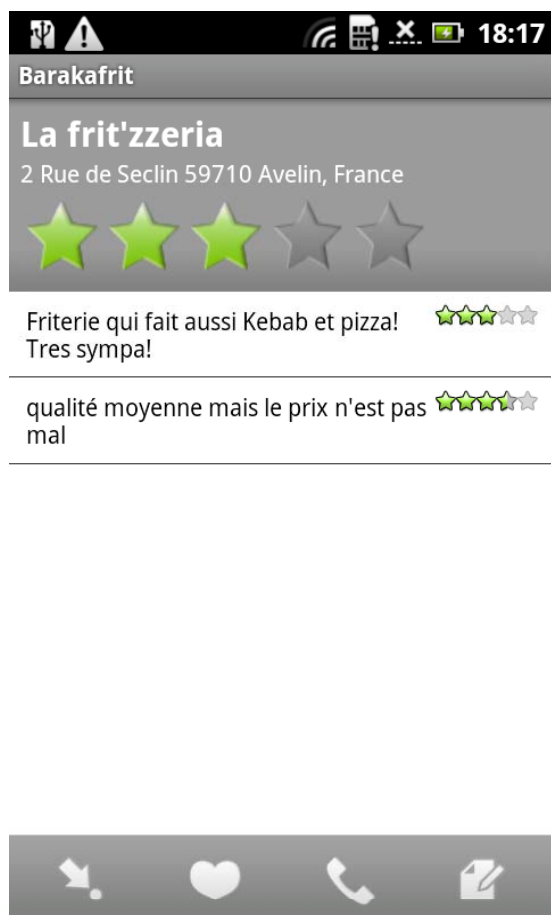 18:17
Barakafrit
La frit'zzeria
2 Rue de Seclin 59710 Avelin, France
Friterie qui fait aussi Kebab et pizza!
Tres sympa!
qualité moyenne mais le prix n'est pas
mal